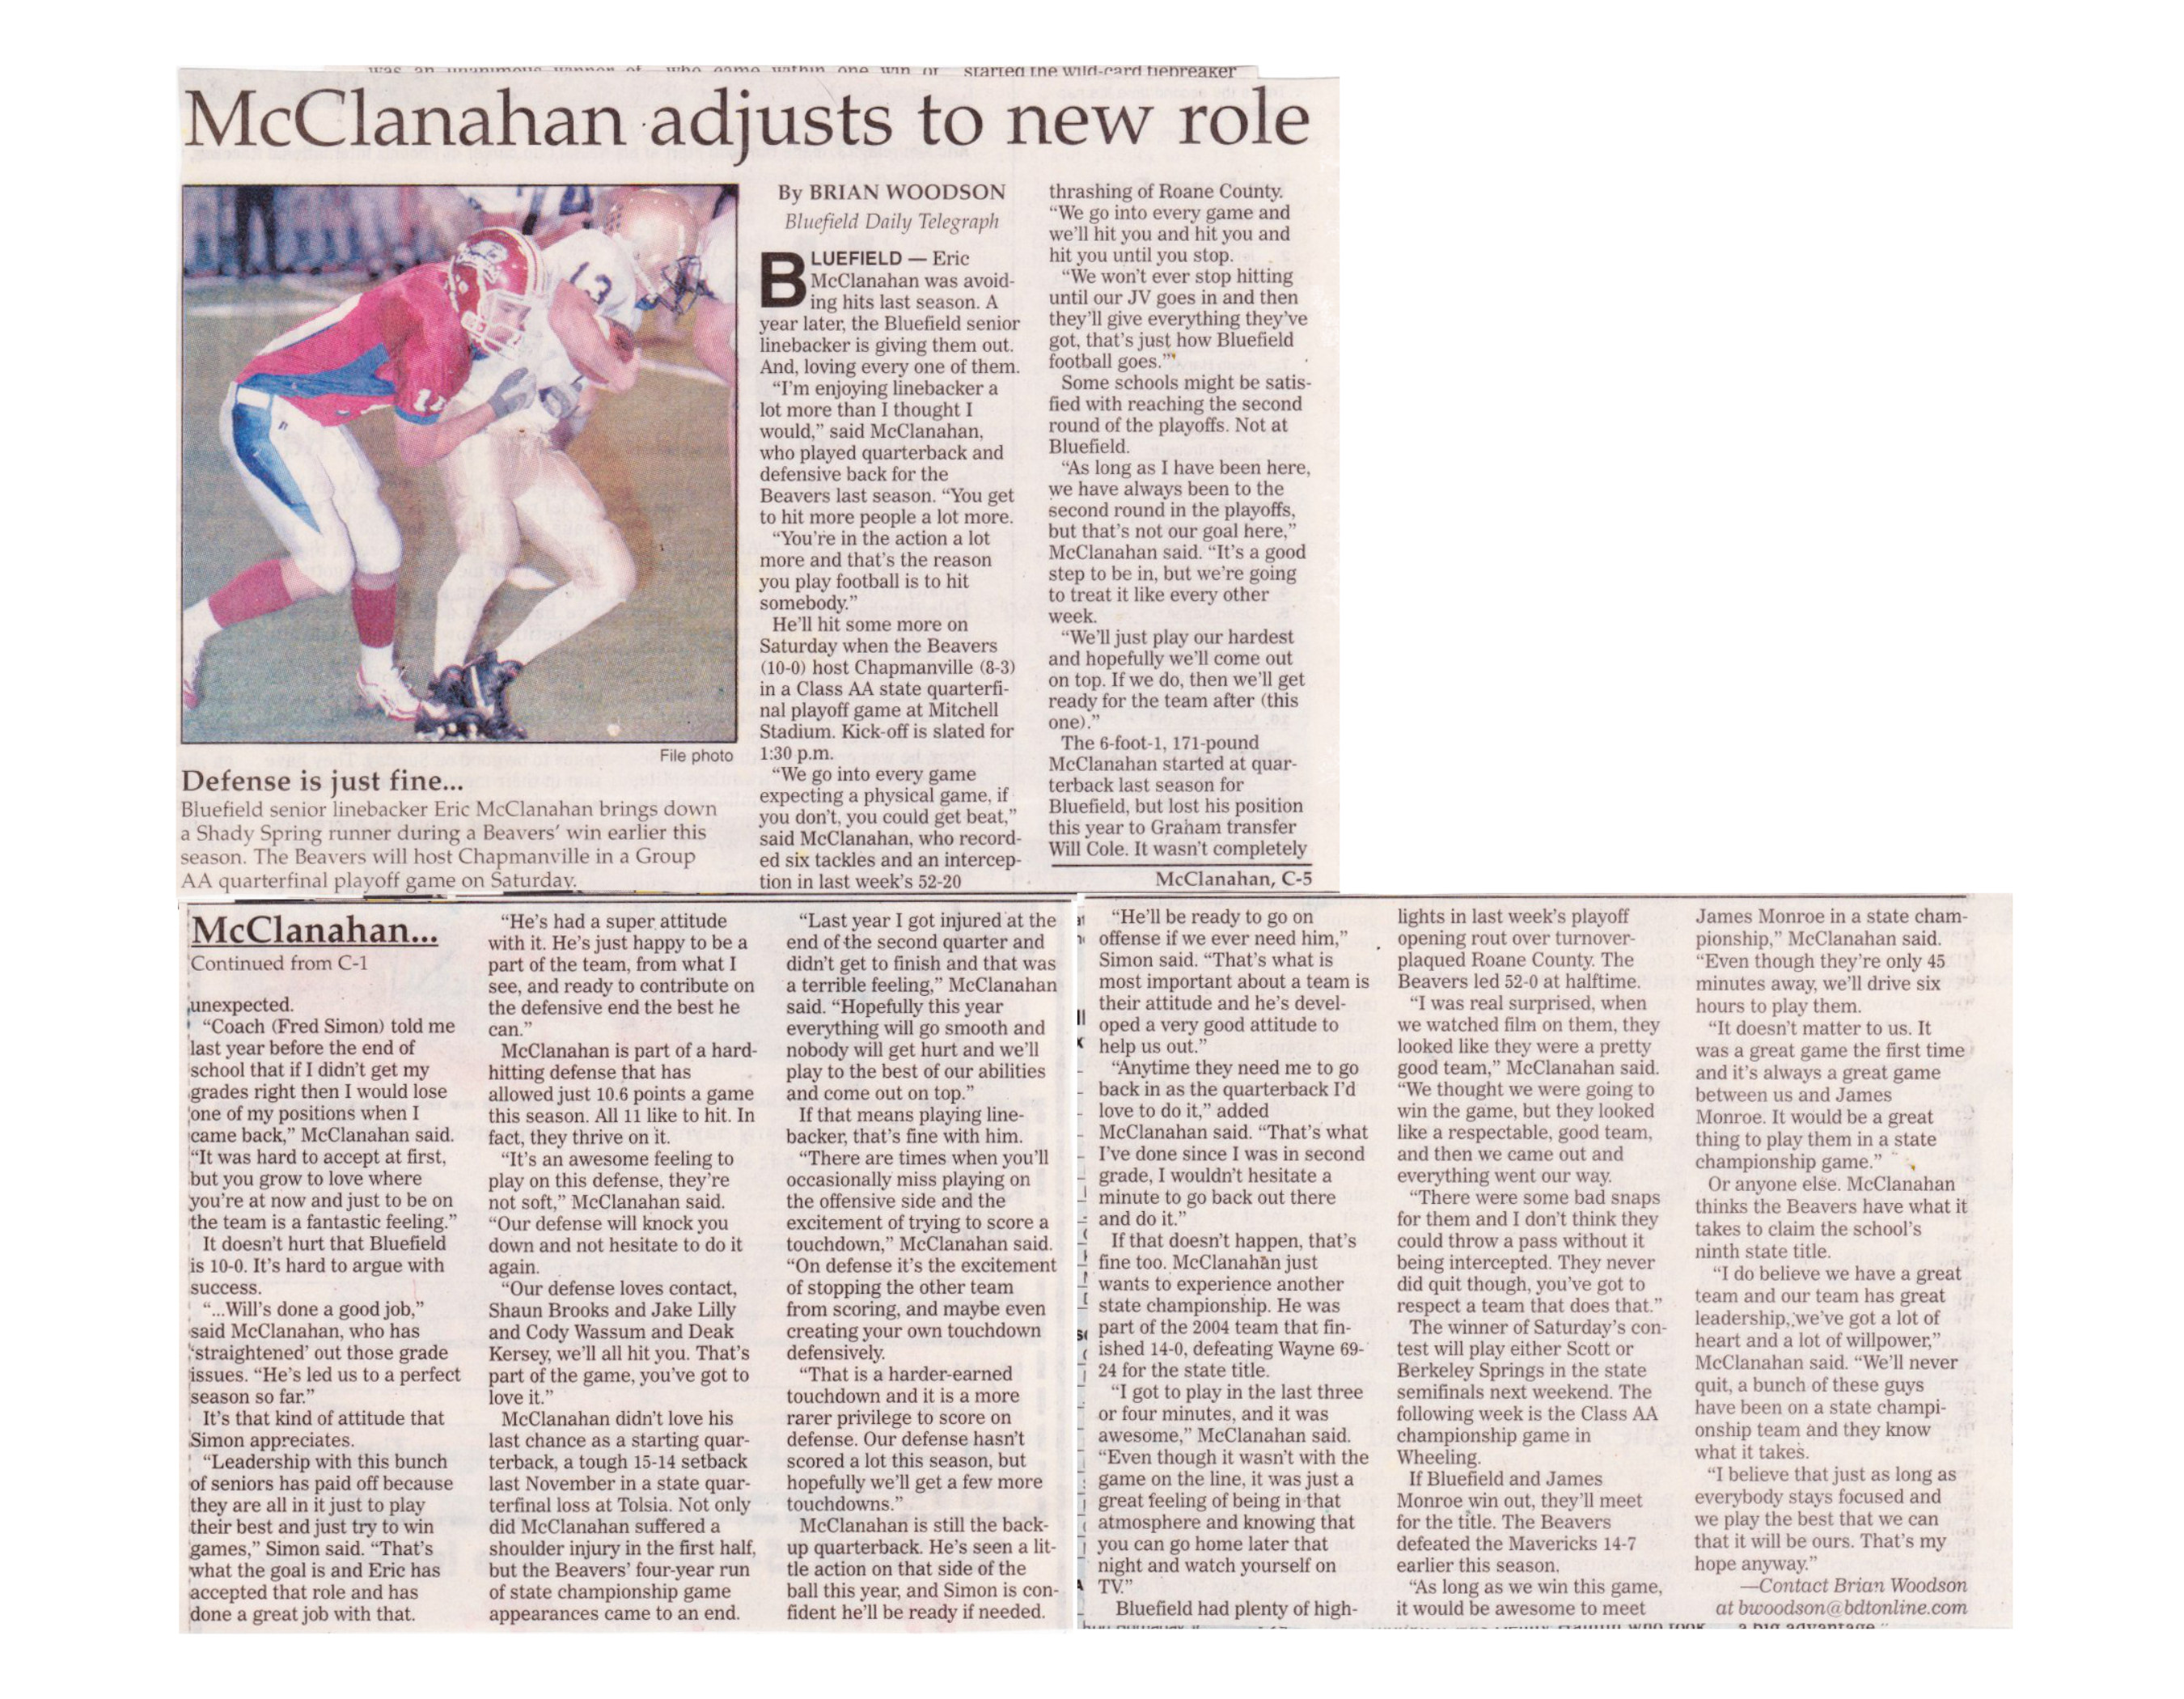 started the wild-card tiebreaker
McClanahan adjusts to new role
13
File photo
Defense is just fine...
Bluefield senior linebacker Eric McClanahan brings down
a Shady Spring runner during a Beavers' win earlier this
season. The Beavers will host Chapmanville in a Group
AA quarterfinal playoff game on Saturday.
By BRIAN WOODSON
Bluefield Daily Telegraph
BLUEFIELD — Eric
McClanahan was avoid-
ing hits last season. A
year later, the Bluefield senior
linebacker is giving them out.
And, loving every one of them.
“I'm enjoying linebacker a
lot more than I thought I
would,” said McClanahan,
who played quarterback and
defensive back for the
Beavers last season. “You get
to hit more people a lot more.
“You're in the action a lot
more and that's the reason
you play football is to hit
somebody.”
He'll hit some more on
Saturday when the Beavers
(10-0) host Chapmanville (8-3)
in a Class AA state quarterfi-
nal playoff game at Mitchell
Stadium. Kick-off is slated for
1:30 p.m.
“We go into every game
expecting a physical game, if
you don't, you could get beat,”
said McClanahan, who record-
ed six tackles and an intercep-
tion in last week's 52-20
thrashing of Roane County.
“We go into every game and
we'll hit you and hit you and
hit you until you stop.
“We won't ever stop hitting
until our JV goes in and then
they'll give everything they've
got, that's just how Bluefield
football goes.”'
Some schools might be satis-
fied with reaching the second
round of the playoffs. Not at
Bluefield.
“As long as I have been here,
we have always been to the
second round in the playoffs,
but that's not our goal here,”
McClanahan said. “It's a good
step to be in, but we're going
to treat it like every other
week.
“We'll just play our hardest
and hopefully we'll come out
on top. If we do, then we'll get
ready for the team after (this
one).”
The 6-foot-1, 171-pound
McClanahan started at quar-
terback last season for
Bluefield, but lost his position
this year to Graham transfer
Will Cole. It wasn't completely
McClanahan, C-5
McClanahan...
Continued from C-1
unexpected.
“Coach (Fred Simon) told me
last year before the end of
school that if I didn't get my
grades right then I would lose
one of my positions when I
came back,” McClanahan said.
“It was hard to accept at first,
but you grow to love where
you're at now and just to be on
the team is a fantastic feeling.”
It doesn't hurt that Bluefield
is 10-0. It's hard to argue with
success.
“...Will's done a good job,”
said McClanahan, who has
‘straightened’ out those grade
issues. “He's led us to a perfect
season so far.”
It's that kind of attitude that
Simon appreciates.
“Leadership with this bunch
of seniors has paid off because
they are all in it just to play
their best and just try to win
games,” Simon said. “That's
what the goal is and Eric has
accepted that role and has
done a great job with that.
“He's had a super attitude
with it. He's just happy to be a
part of the team, from what I
see, and ready to contribute on
the defensive end the best he
can.”
McClanahan is part of a hard-
hitting defense that has
allowed just 10.6 points a game
this season. All 11 like to hit. In
fact, they thrive on it.
“It's an awesome feeling to
play on this defense, they're
not soft,” McClanahan said.
“Our defense will knock you
down and not hesitate to do it
again.
“Our defense loves contact,
Shaun Brooks and Jake Lilly
and Cody Wassum and Deak
Kersey, we'll all hit you. That's
part of the game, you've got to
love it.”
McClanahan didn't love his
last chance as a starting quar-
terback, a tough 15-14 setback
last November in a state quar-
terfinal loss at Tolsia. Not only
did McClanahan suffered a
shoulder injury in the first half,
but the Beavers' four-year run
of state championship game
appearances came to an end.
“Last year I got injured at the
end of the second quarter and
didn't get to finish and that was
a terrible feeling,” McClanahan
said. “Hopefully this year
everything will go smooth and
nobody will get hurt and we'll
play to the best of our abilities
and come out on top.”
If that means playing line-
backer, that's fine with him.
“There are times when you'll
occasionally miss playing on
the offensive side and the
excitement of trying to score a
touchdown,” McClanahan said.
“On defense it's the excitement
of stopping the other team
from scoring, and maybe even
creating your own touchdown
defensively.
“That is a harder-earned
touchdown and it is a more
rarer privilege to score on
defense. Our defense hasn't
scored a lot this season, but
hopefully we'll get a few more
touchdowns.”
McClanahan is still the back-
up quarterback. He's seen a lit-
tle action on that side of the
ball this year, and Simon is con-
fident he'll be ready if needed.
“He'll be ready to go on
offense if we ever need him,”
Simon said. “That's what is
most important about a team is
their attitude and he's devel-
oped a very good attitude to
help us out.”
“Anytime they need me to go
back in as the quarterback I'd
love to do it,” added
McClanahan said. “That's what
I've done since I was in second
grade, I wouldn't hesitate a
minute to go back out there
and do it.”
If that doesn't happen, that's
fine too. McClanahan just
wants to experience another
state championship. He was
part of the 2004 team that fin-
ished 14-0, defeating Wayne 69-
24 for the state title.
“I got to play in the last three
or four minutes, and it was
awesome,” McClanahan said.
“Even though it wasn't with the
game on the line, it was just a
great feeling of being in that
atmosphere and knowing that
you can go home later that
night and watch yourself on
TV.”
Bluefield had plenty of high-
lights in last week's playoff
opening rout over turnover-
plaqued Roane County. The
Beavers led 52-0 at halftime.
“I was real surprised, when
we watched film on them, they
looked like they were a pretty
good team,” McClanahan said.
“We thought we were going to
win the game, but they looked
like a respectable, good team,
and then we came out and
everything went our way.
“There were some bad snaps
for them and I don't think they
could throw a pass without it
being intercepted. They never
did quit though, you've got to
respect a team that does that.”
The winner of Saturday's con-
test will play either Scott or
Berkeley Springs in the state
semifinals next weekend. The
following week is the Class AA
championship game in
Wheeling.
If Bluefield and James
Monroe win out, they'll meet
for the title. The Beavers
defeated the Mavericks 14-7
earlier this season.
“As long as we win this game,
it would be awesome to meet
James Monroe in a state cham-
pionship,” McClanahan said.
“Even though they're only 45
minutes away, we'll drive six
hours to play them.
“It doesn't matter to us. It
was a great game the first time
and it's always a great game
between us and James
Monroe. It would be a great
thing to play them in a state
championship game.”
Or anyone else. McClanahan
thinks the Beavers have what it
takes to claim the school's
ninth state title.
“I do believe we have a great
team and our team has great
leadership, we've got a lot of
heart and a lot of willpower,”
McClanahan said. “We'll never
quit, a bunch of these guys
have been on a state champi-
onship team and they know
what it takes.
“I believe that just as long as
everybody stays focused and
we play the best that we can
that it will be ours. That's my
hope anyway.”
—Contact Brian Woodson
at bwoodson@bdtonline.com